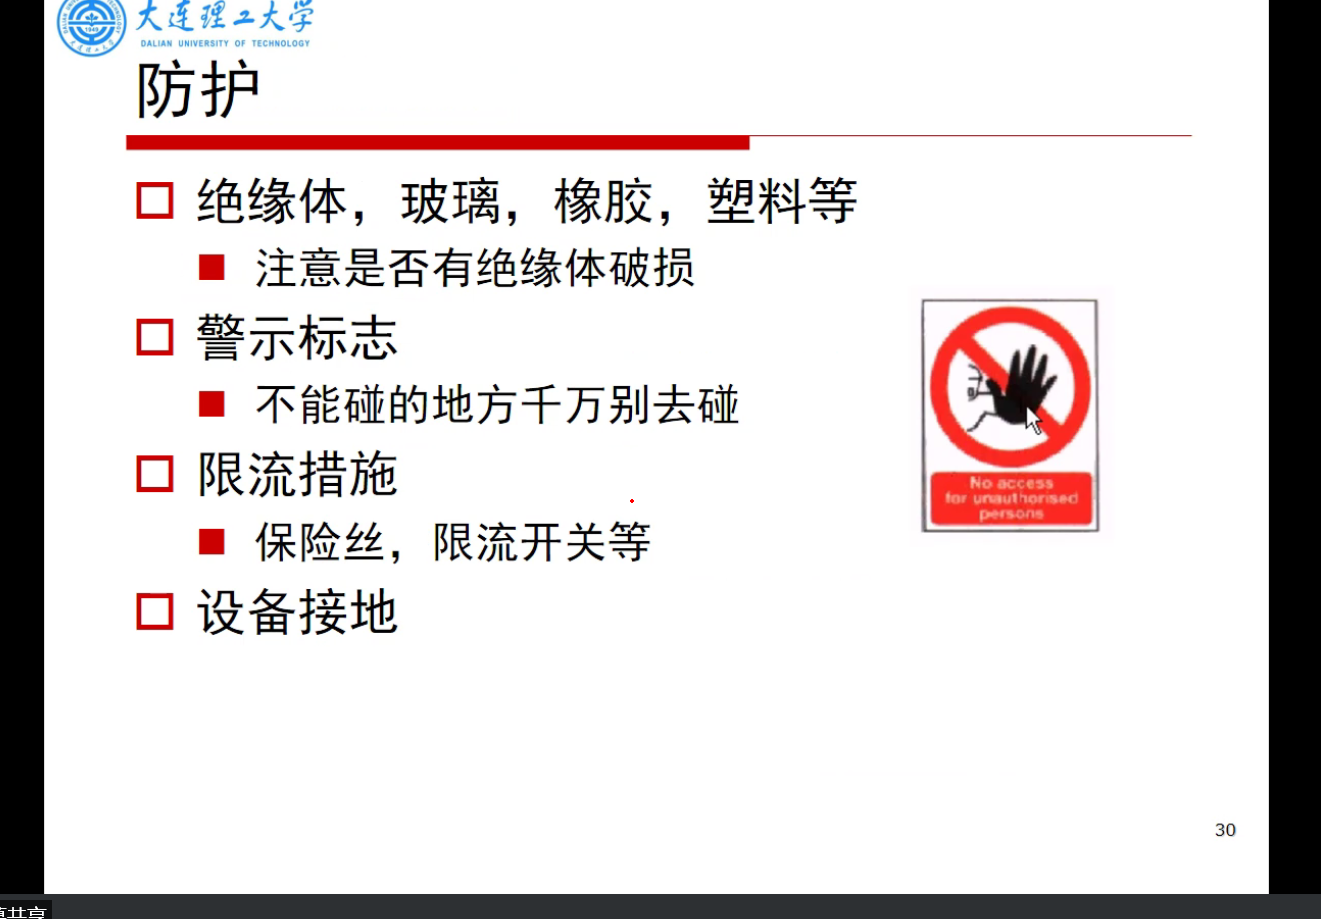 大连理工大学
DALIAN UNIVERSITY OF TECHNOLOGY
防护
绝缘体，玻璃，橡胶，塑料等
注意是否有绝缘体破损
警示标志
不能碰的地方千万别去碰
限流措施
保险丝，限流开关等
设备接地
No access
for unauthorised
persons
30
共享